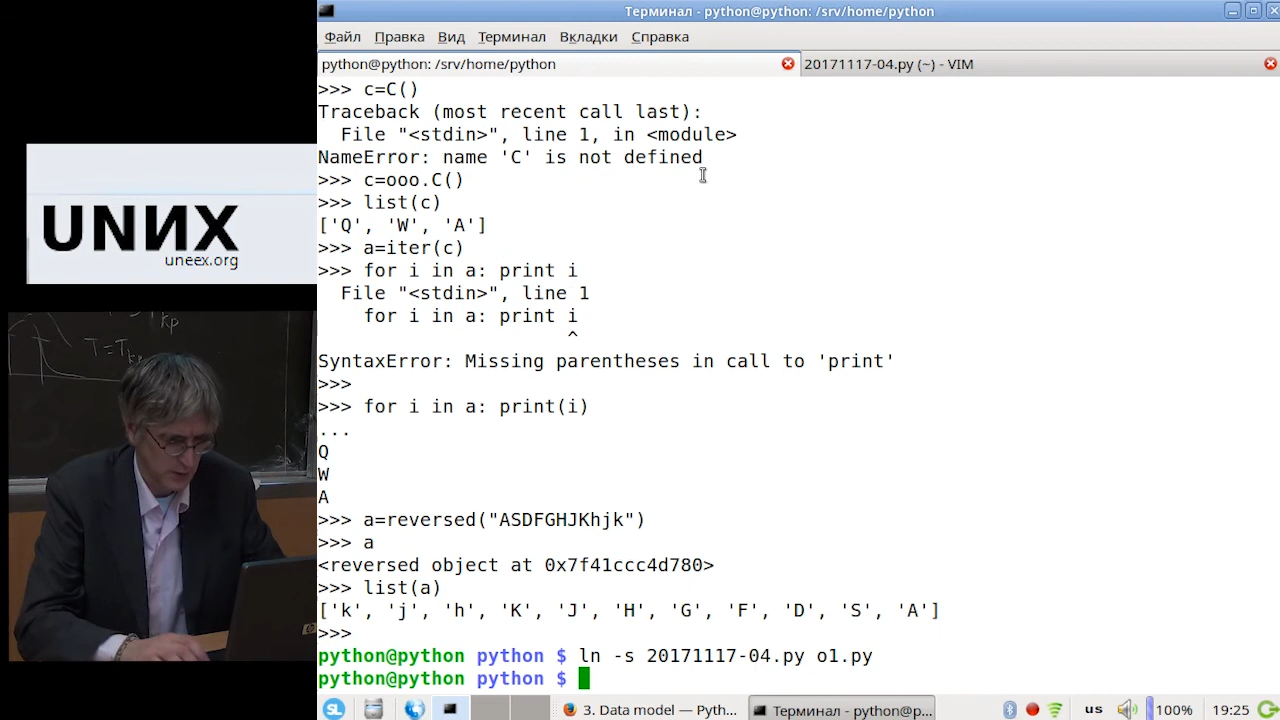 Терминал - python@python: /srv/home/python
Файл Правка Вид Терминал Вкладки Справка
python@python: /srv/home/python
20171117-04.py (~) - VIM
>>> c=C()
Traceback (most recent call last):
  File "<stdin>", line 1, in <module>
NameError: name 'C' is not defined
>>> c=ooo.C()
>>> list(c)
['Q', 'W', 'A']
>>> a=iter(c)
>>> for i in a: print i
  File "<stdin>", line 1
    for i in a: print i
                      ^
SyntaxError: Missing parentheses in call to 'print'
>>>
>>> for i in a: print(i)
...
Q
W
A
>>> a=reversed("ASDFGHJKhjk")
>>> a
<reversed object at 0x7f41ccc4d780>
>>> list(a)
['k', 'j', 'h', 'K', 'J', 'H', 'G', 'F', 'D', 'S', 'A']
>>>
python@python python $ ln -s 20171117-04.py o1.py
python@python python $
UNИX
uneex.org
T=Tkp
kp
SL
3. Data model — Pyth...
Терминал - python@p...
us
100%
19:25